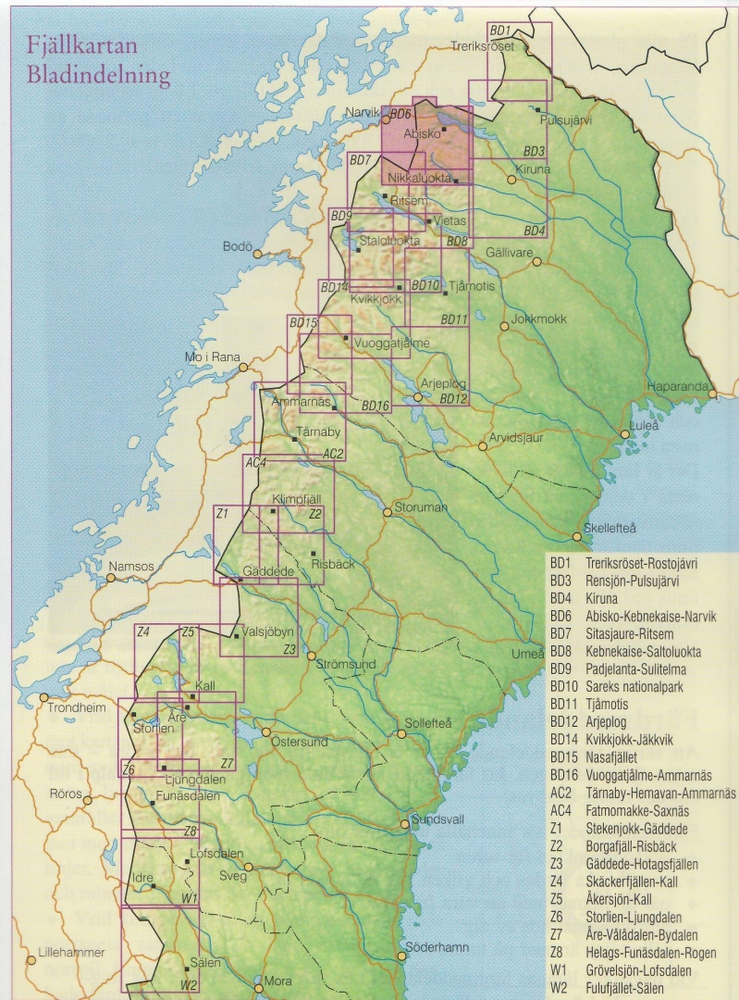 Fjällkartan
Bladindelning
BD1
Treriksröset
Narvik
BD6
Pulsujärvi
Abisko
BD3
BD7
Kiruna
Nikkaluokta
Ritsem
BD9
Vietas
BD4
Staloluokta
BD8
Bodö
Gällivare
BD14
BD10
Tjåmotis
Kvikkjokk
BD15
BD11
Jokkmokk
Vuoggatjålme
Mo i Rana
Arjeplog
Haparanda
Ammarnäs
BD16
BD12
Luleå
Tärnaby
Arvidsjaur
AC4
AC2
Klimpfjäll
Z1
Z2
Storuman
Skellefteå
Risbäck
Namsos
Gäddede
Z4
Z5
Valsjöbyn
Z3
Umeå
Strömsund
Kall
Trondheim
Åre
Storlien
Sollefteå
Östersund
Z6
Z7
Ljungdalen
Röros
Funäsdalen
Sundsvall
Z8
Lofsdalen
Idre
Sveg
W1
Lillehammer
Söderhamn
Sälen
W2
Mora
BD1 Treriksröset-Rostojávri
BD3 Rensjön-Pulsujärvi
BD4 Kiruna
BD6 Abisko-Kebnekaise-Narvik
BD7 Sitasjaure-Ritsem
BD8 Kebnekaise-Saltoluokta
BD9 Padjelanta-Sulitelma
BD10 Sareks nationalpark
BD11 Tjåmotis
BD12 Arjeplog
BD14 Kvikkjokk-Jäkkvik
BD15 Nasafjället
BD16 Vuoggatjålme-Ammarnäs
AC2 Tärnaby-Hemavan-Ammarnäs
AC4 Fatmomakke-Saxnäs
Z1 Stekenjokk-Gäddede
Z2 Borgafjäll-Risbäck
Z3 Gäddede-Hotagsfjällen
Z4 Skäckerfjällen-Kall
Z5 Åkersjön-Kall
Z6 Storlien-Ljungdalen
Z7 Åre-Vålådalen-Bydalen
Z8 Helags-Funäsdalen-Rogen
W1 Grövelsjön-Lofsdalen
W2 Fulufjället-Sälen